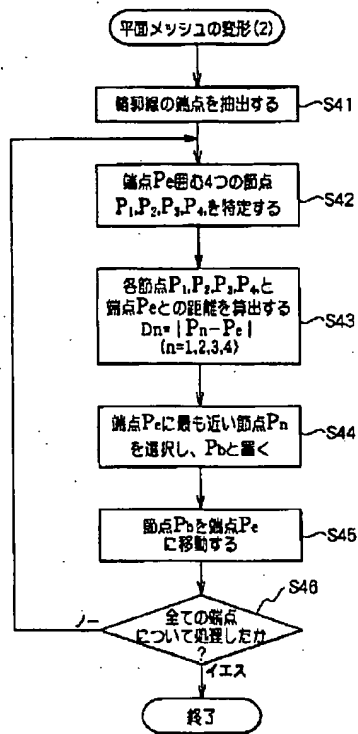 平面メッシュの変形(2)
輪郭線の端点を抽出する
S41
端点Pe囲む4つの節点
P1,P2,P3,P4,を特定する
S42
各節点P1,P2,P3,P4と
端点Peとの距離を算出する
Dn=|Pn-Pe|
(n=1,2,3,4)
S43
端点Peに最も近い節点Pn
を選択し、Pbと置く
S44
節点Pbを端点Pe
に移動する
S45
S46
全ての端点
について処理したか
?
ノー
イエス
終了